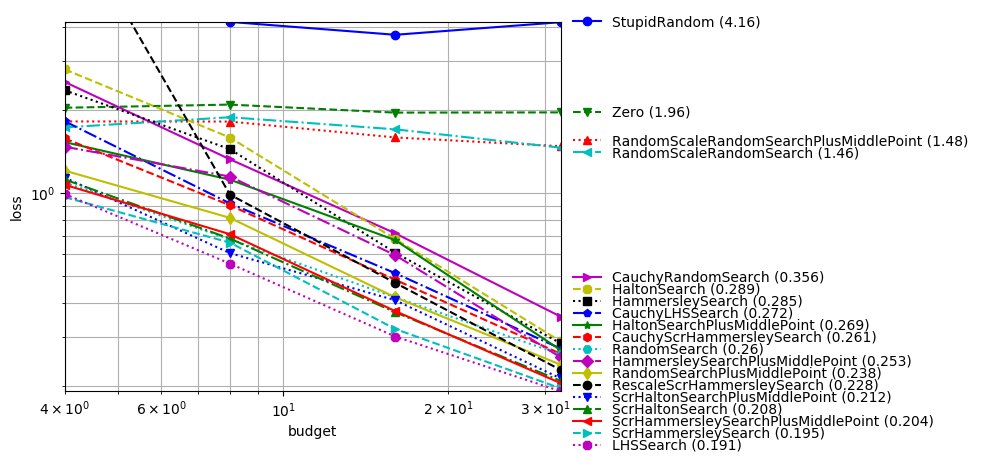 StupidRandom (4.16)
Zero (1.96)
RandomScaleRandomSearchPlusMiddlePoint (1.48)
RandomScaleRandomSearch (1.46)
loss
10⁰
CauchyRandomSearch (0.356)
HaltonSearch (0.289)
HammersleySearch (0.285)
CauchyLHSSearch (0.272)
HaltonSearchPlusMiddlePoint (0.269)
CauchyScrHammersleySearch (0.261)
RandomSearch (0.26)
HammersleySearchPlusMiddlePoint (0.253)
RandomSearchPlusMiddlePoint (0.238)
RescaleScrHammersleySearch (0.228)
ScrHaltonSearchPlusMiddlePoint (0.212)
ScrHaltonSearch (0.208)
ScrHammersleySearchPlusMiddlePoint (0.204)
ScrHammersleySearch (0.195)
LHSSearch (0.191)
4 × 10⁰ 6 × 10⁰ 10¹ 2 × 10¹ 3 × 10¹
budget